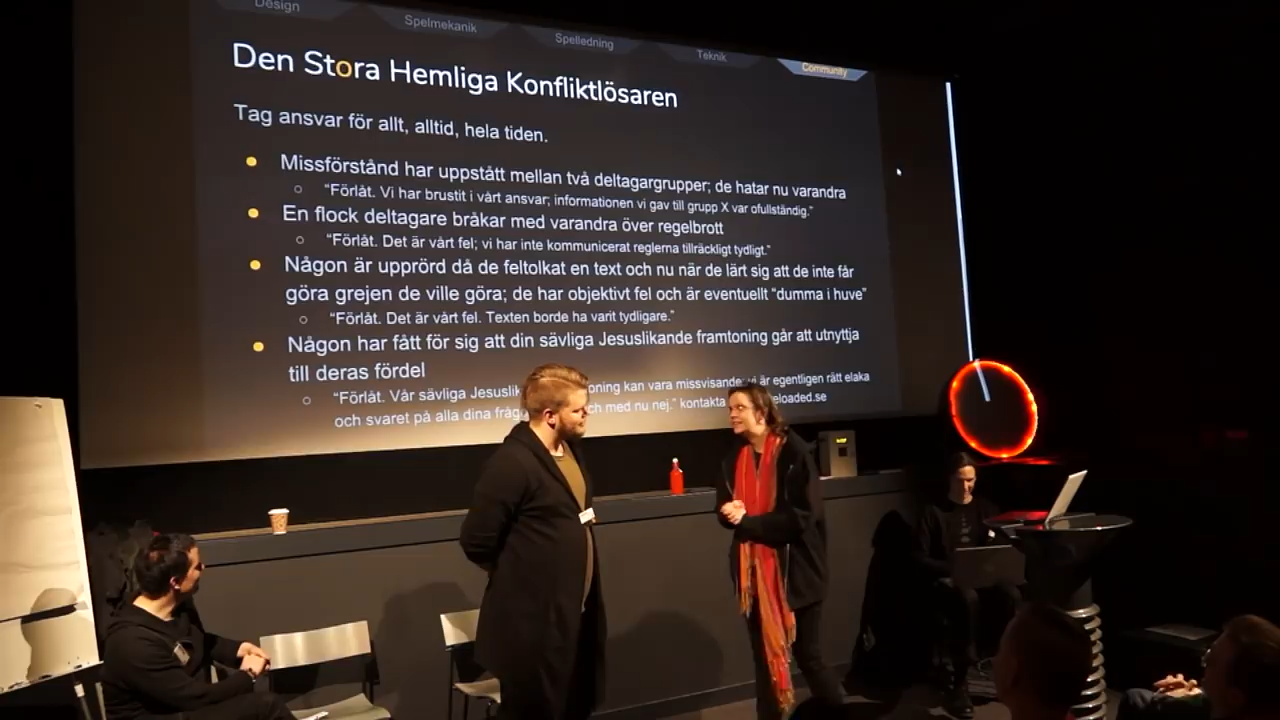 Design
Spelmekanik
Spelledning
Teknik
Community
Den Stora Hemliga Konfliktlösaren
Tag ansvar för allt, alltid, hela tiden.
Missförstånd har uppstått mellan två deltagargrupper; de hatar nu varandra
"Förlåt. Vi har brustit i vårt ansvar; informationen vi gav till grupp X var ofullständig."
En flock deltagare bråkar med varandra över regelbrott
"Förlåt. Det är vårt fel; vi har inte kommunicerat reglerna tillräckligt tydligt."
Någon är upprörd då de feltolkat en text och nu när de lärt sig att de inte får
göra grejen de ville göra; de har objektivt fel och är eventuellt "dumma i huve"
"Förlåt. Det är vårt fel. Texten borde ha varit tydligare."
Någon har fått för sig att din sävliga Jesuslikande framtoning går att utnyttja
till deras fördel
"Förlåt. Vår sävliga kan vara missvisande; vi är egentligen rätt elaka
och svaret på alla dina med nu nej." kontakta